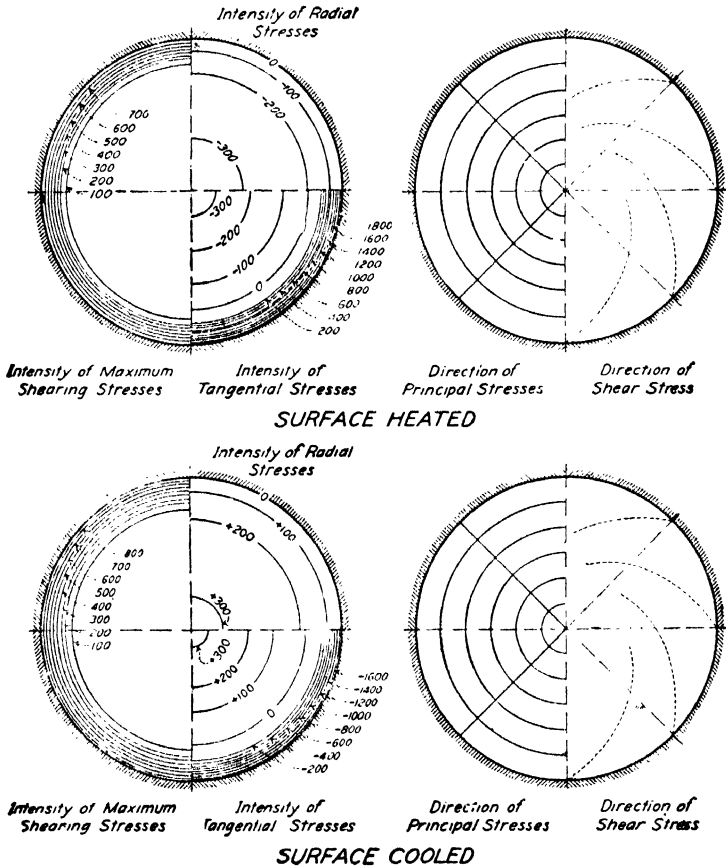 Intensity of Radial
Stresses
0
-100
-200
-300
700
600
500
400
300
200
100
-300
-200
-100
0
1800
1600
1400
1200
1000
800
600
400
200
Intensity of Maximum
Shearing Stresses
Intensity of
Tangential Stresses
Direction of
Principal Stresses
Direction of
Shear Stress
SURFACE HEATED
Intensity of Radial
Stresses
0
+100
+200
+300
800
700
600
500
400
300
200
100
+300
+200
+100
0
-1600
-1400
-1200
-1000
-800
-600
-400
-200
Intensity of Maximum
Shearing Stresses
Intensity of
Tangential Stresses
Direction of
Principal Stresses
Direction of
Shear Stress
SURFACE COOLED